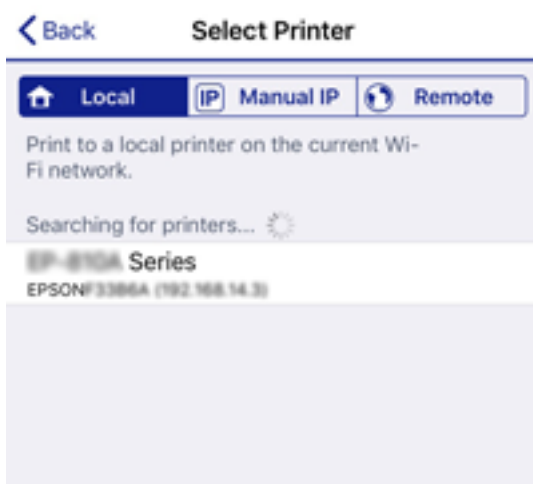 Back
Select Printer
Local
IP Manual IP
Remote
Print to a local printer on the current Wi-
Fi network.
Searching for printers...
Series
EPSON